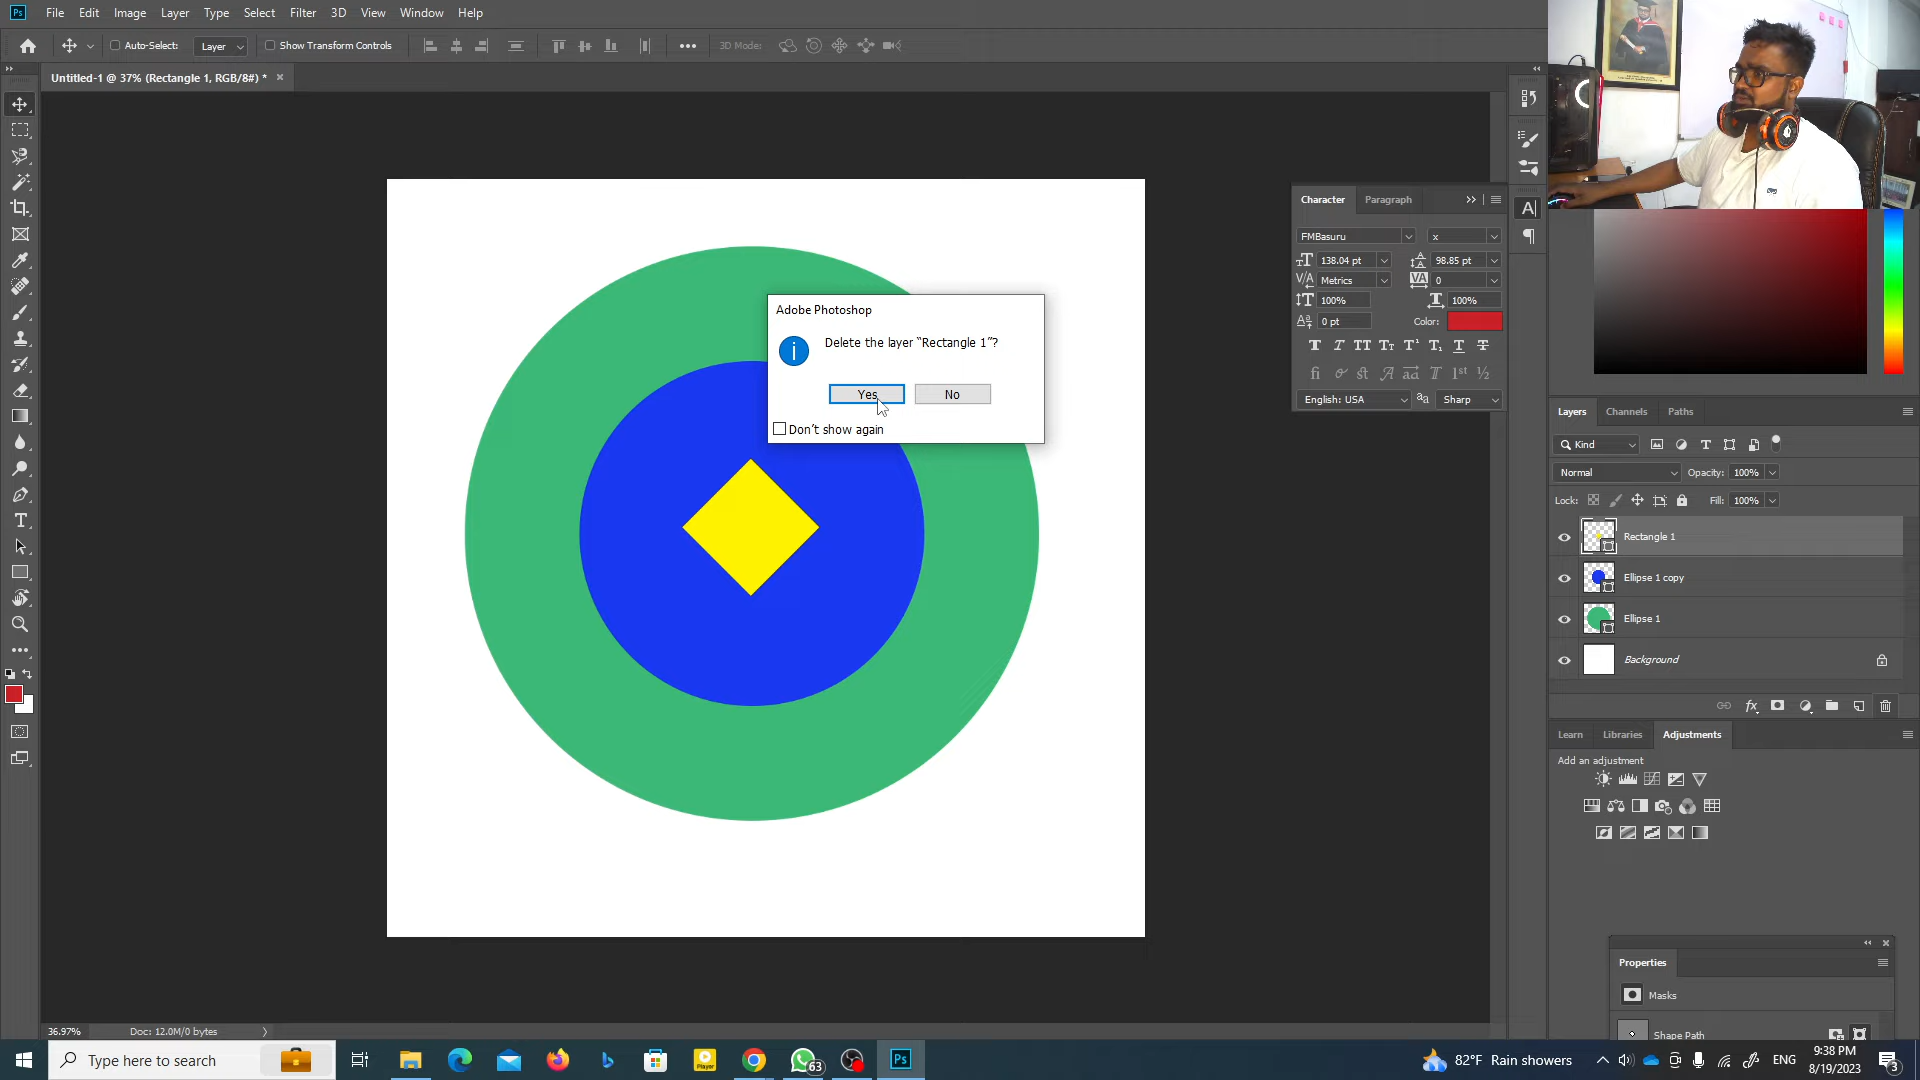 Ps File Edit Image Layer Type Select Filter 3D View Window Help
Auto-Select: Layer Show Transform Controls 3D Mode:
Untitled-1 @ 37% (Rectangle 1, RGB/8#) *
Adobe Photoshop
Delete the layer “Rectangle 1”?
Yes No
Don't show again
Character Paragraph
FMBasuru x
138.04 pt 98.85 pt
Metrics 0
100% 100%
0 pt Color:
English: USA Sharp
Layers Channels Paths
Kind
Normal Opacity: 100%
Lock: Fill: 100%
Rectangle 1
Ellipse 1 copy
Ellipse 1
Background
Learn Libraries Adjustments
Add an adjustment
Properties
Masks
Shape Path
36.97% Doc: 12.0M/0 bytes
Type here to search
Player
63
Ps
82°F Rain showers
ENG
9:38 PM
8/19/2023
3